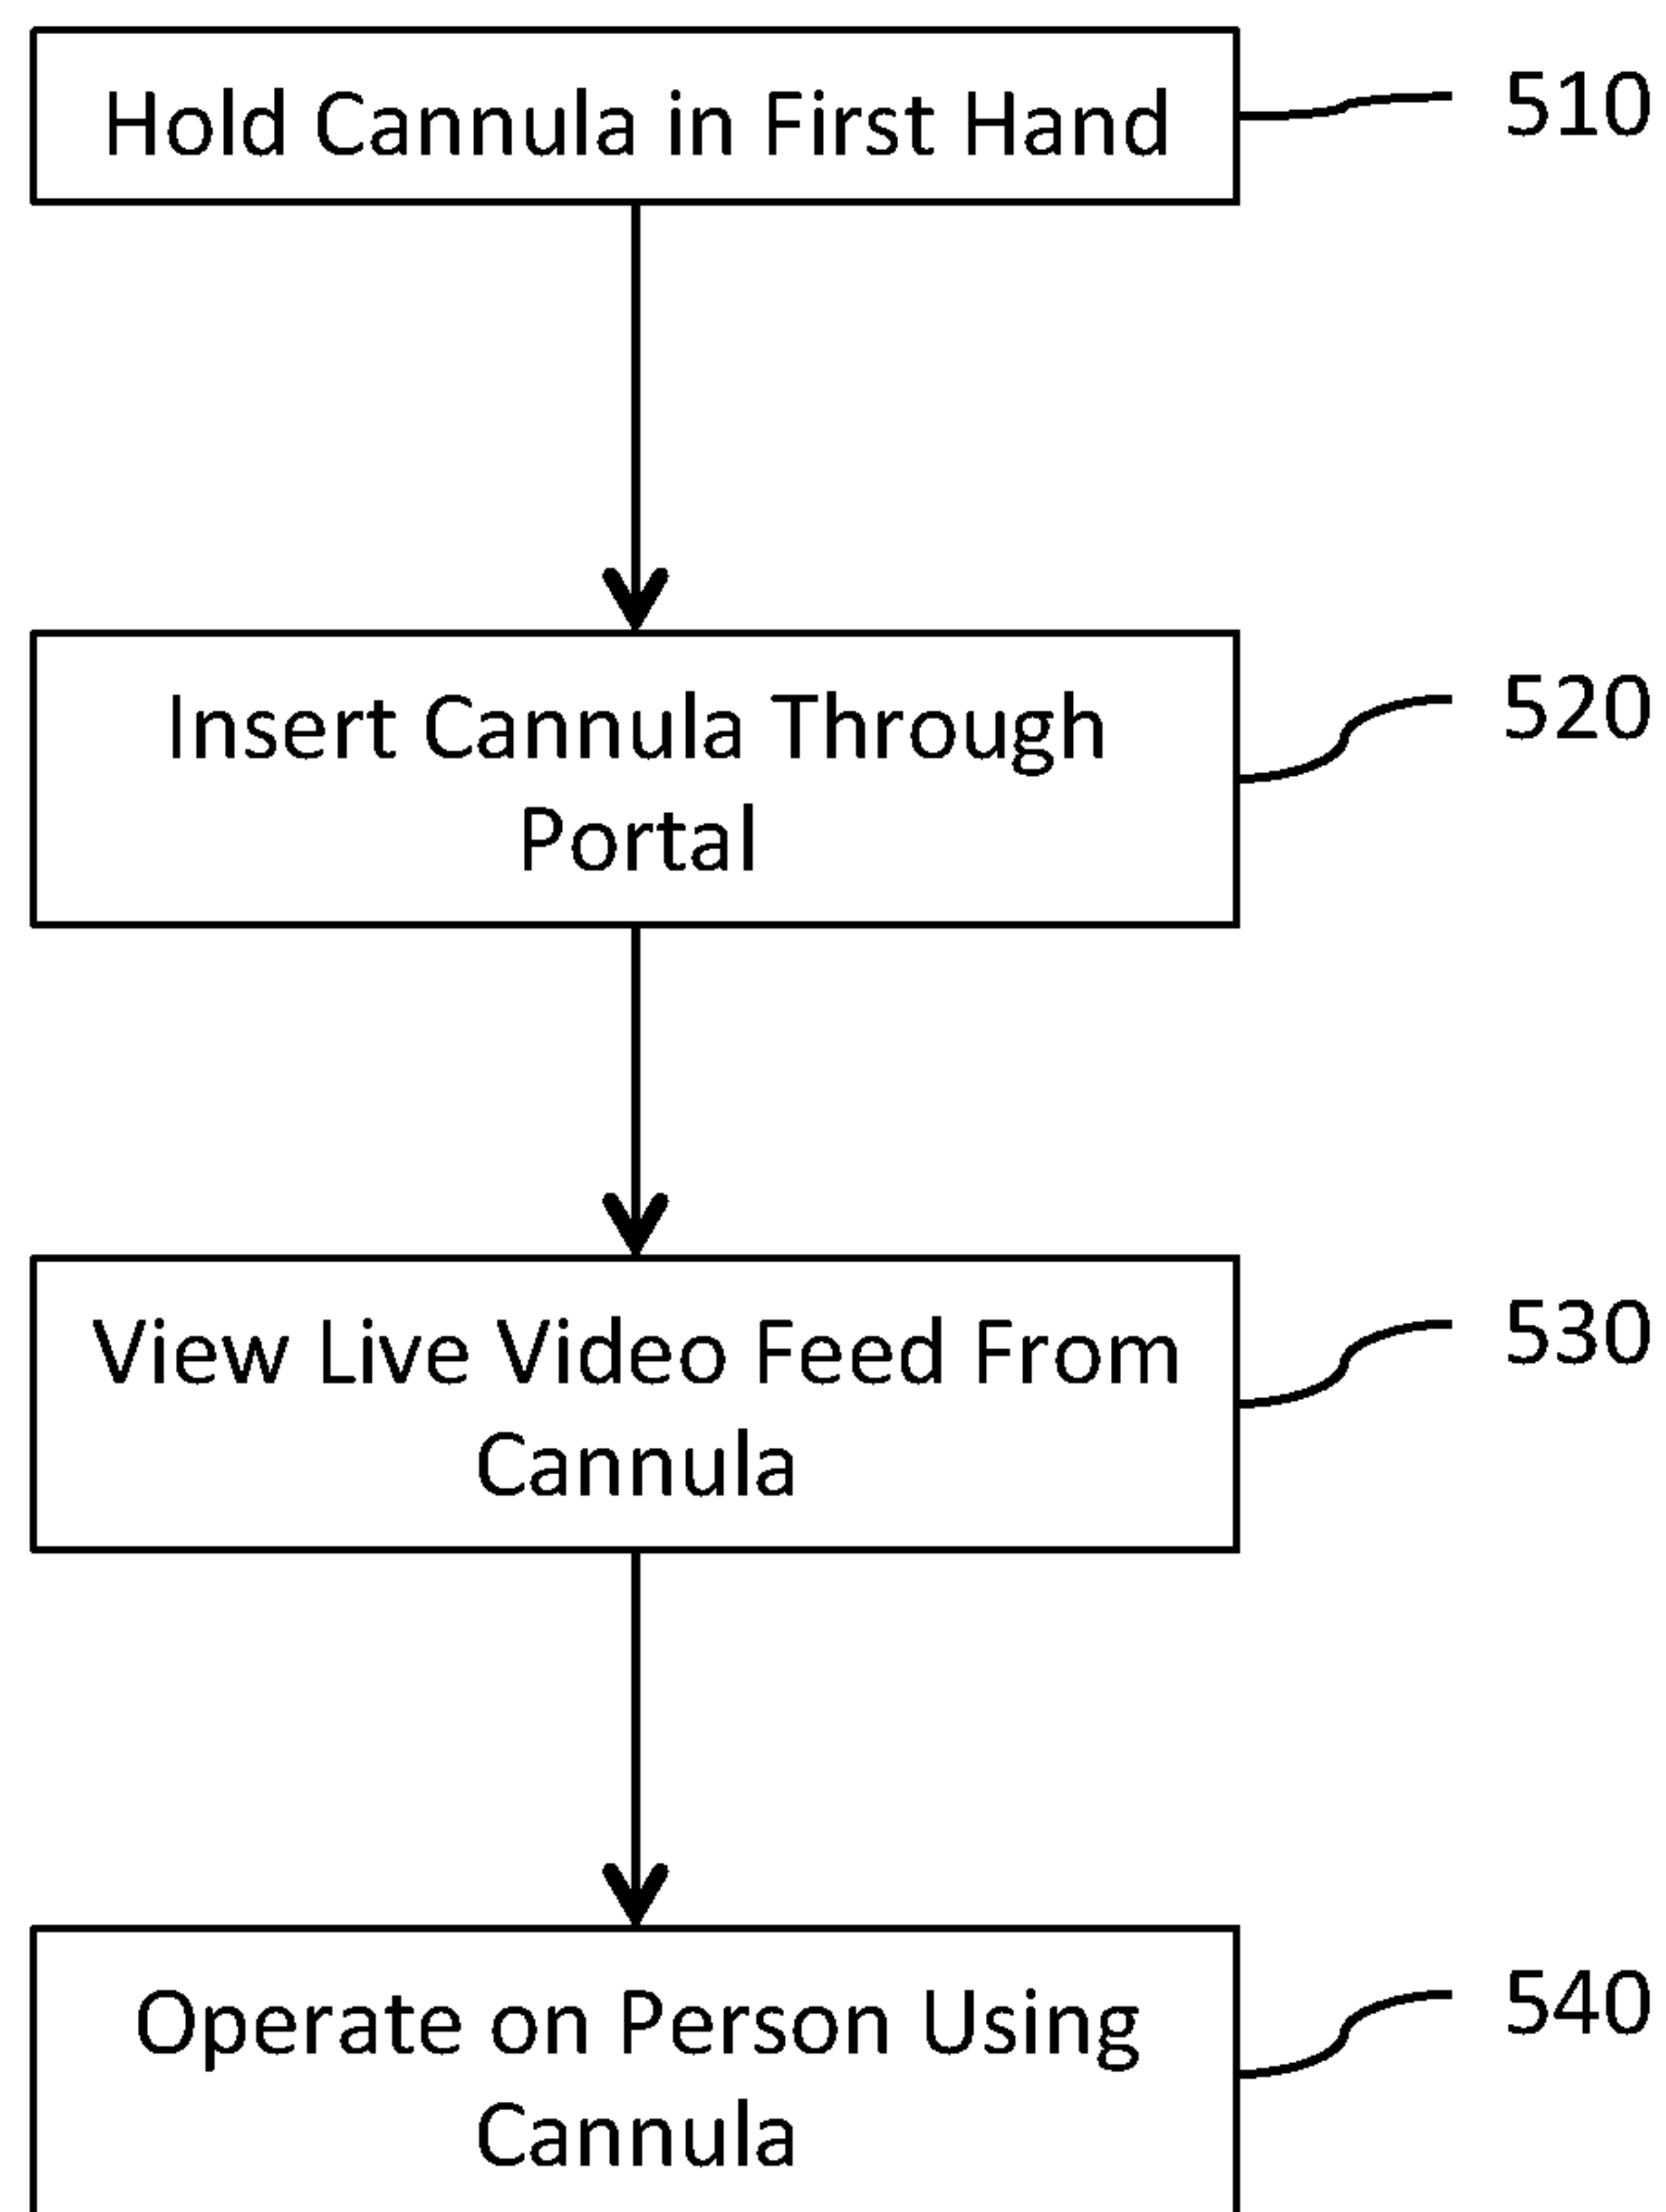 Hold Cannula in First Hand
510
Insert Cannula Through
Portal
520
View Live Video Feed From
Cannula
530
Operate on Person Using
Cannula
540